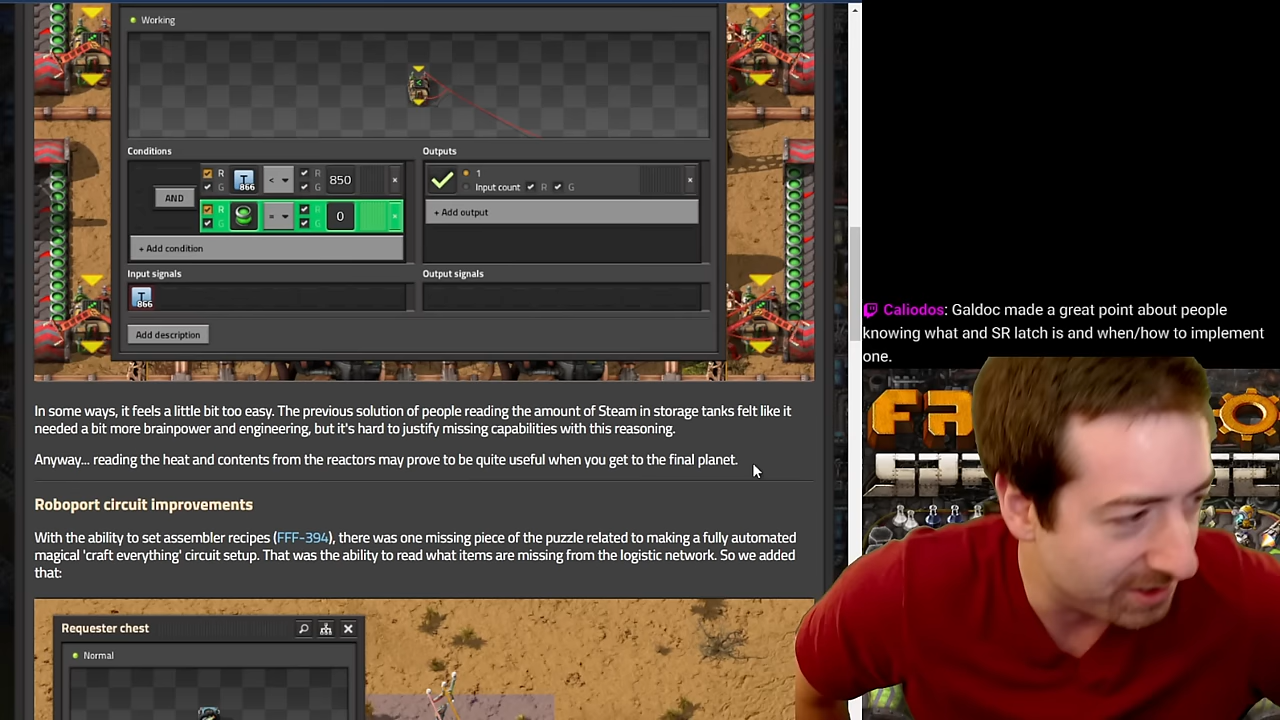 Working
Conditions
Outputs
R
G
T
866
<
R
G
850
×
AND
R
G
=
R
G
0
×
+ Add condition
1
Input count
R
G
×
+ Add output
Input signals
Output signals
T
866
Add description
In some ways, it feels a little bit too easy. The previous solution of people reading the amount of Steam in storage tanks felt like it
needed a bit more brainpower and engineering, but it's hard to justify missing capabilities with this reasoning.
Anyway... reading the heat and contents from the reactors may prove to be quite useful when you get to the final planet.
Roboport circuit improvements
With the ability to set assembler recipes (FFF-394), there was one missing piece of the puzzle related to making a fully automated
magical 'craft everything' circuit setup. That was the ability to read what items are missing from the logistic network. So we added
that:
Requester chest
Normal
Caliodos: Galdoc made a great point about people
knowing what and SR latch is and when/how to implement
one.